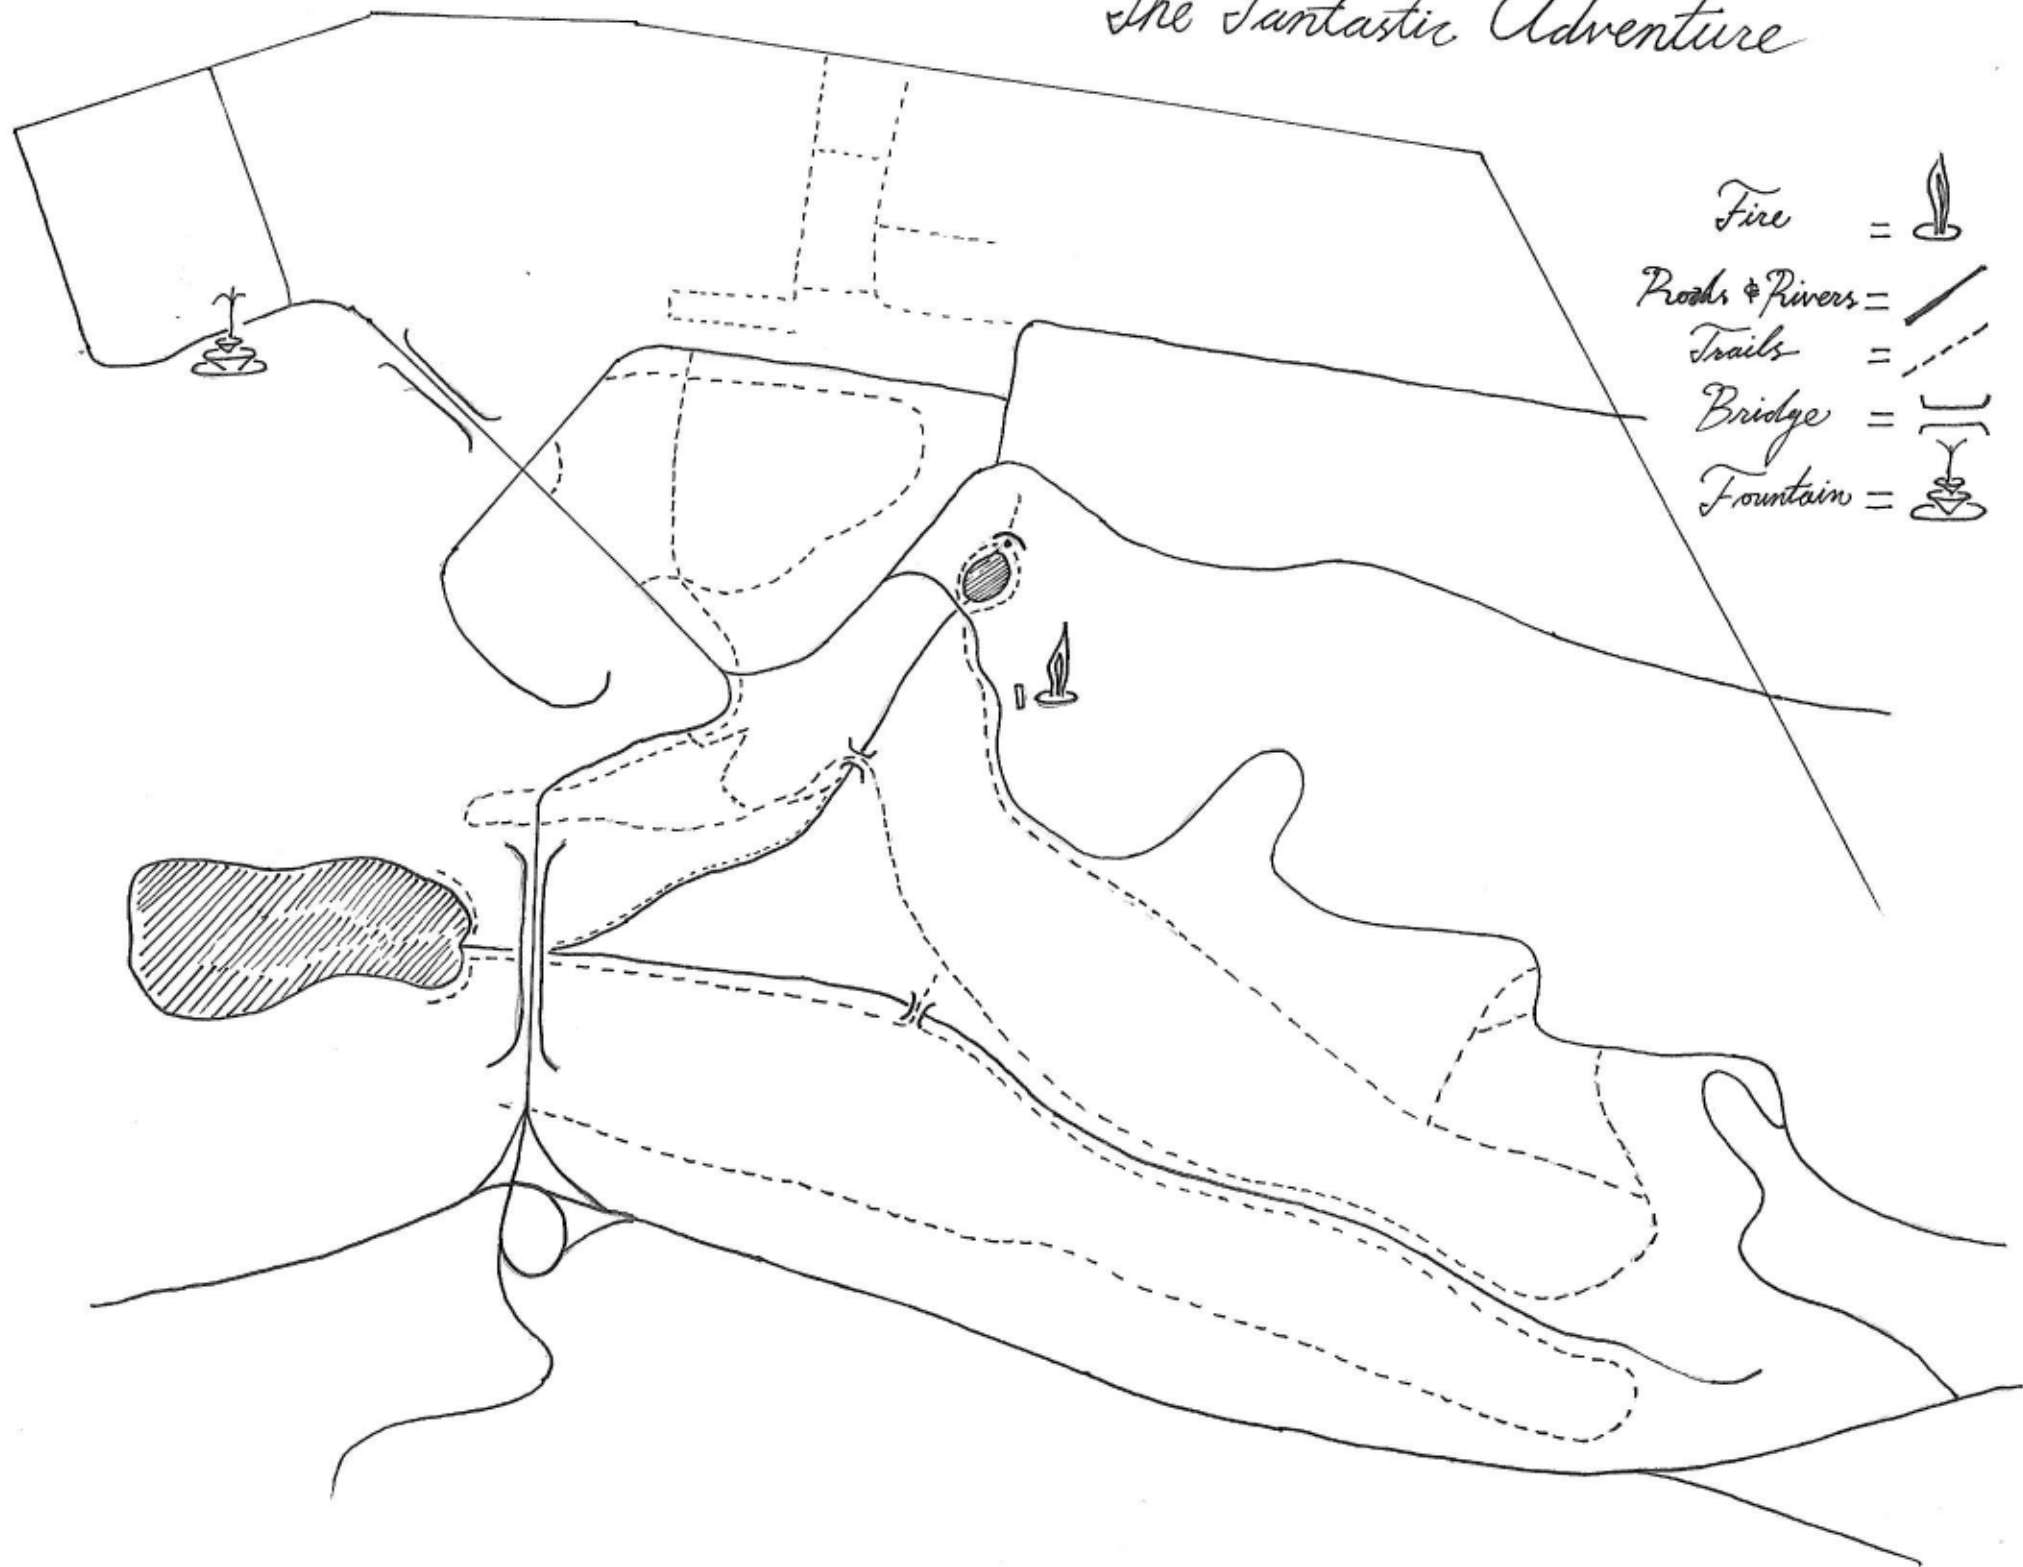 The Fantastic Adventure
Fire =
Roads & Rivers =
Trails =
Bridge =
Fountain =